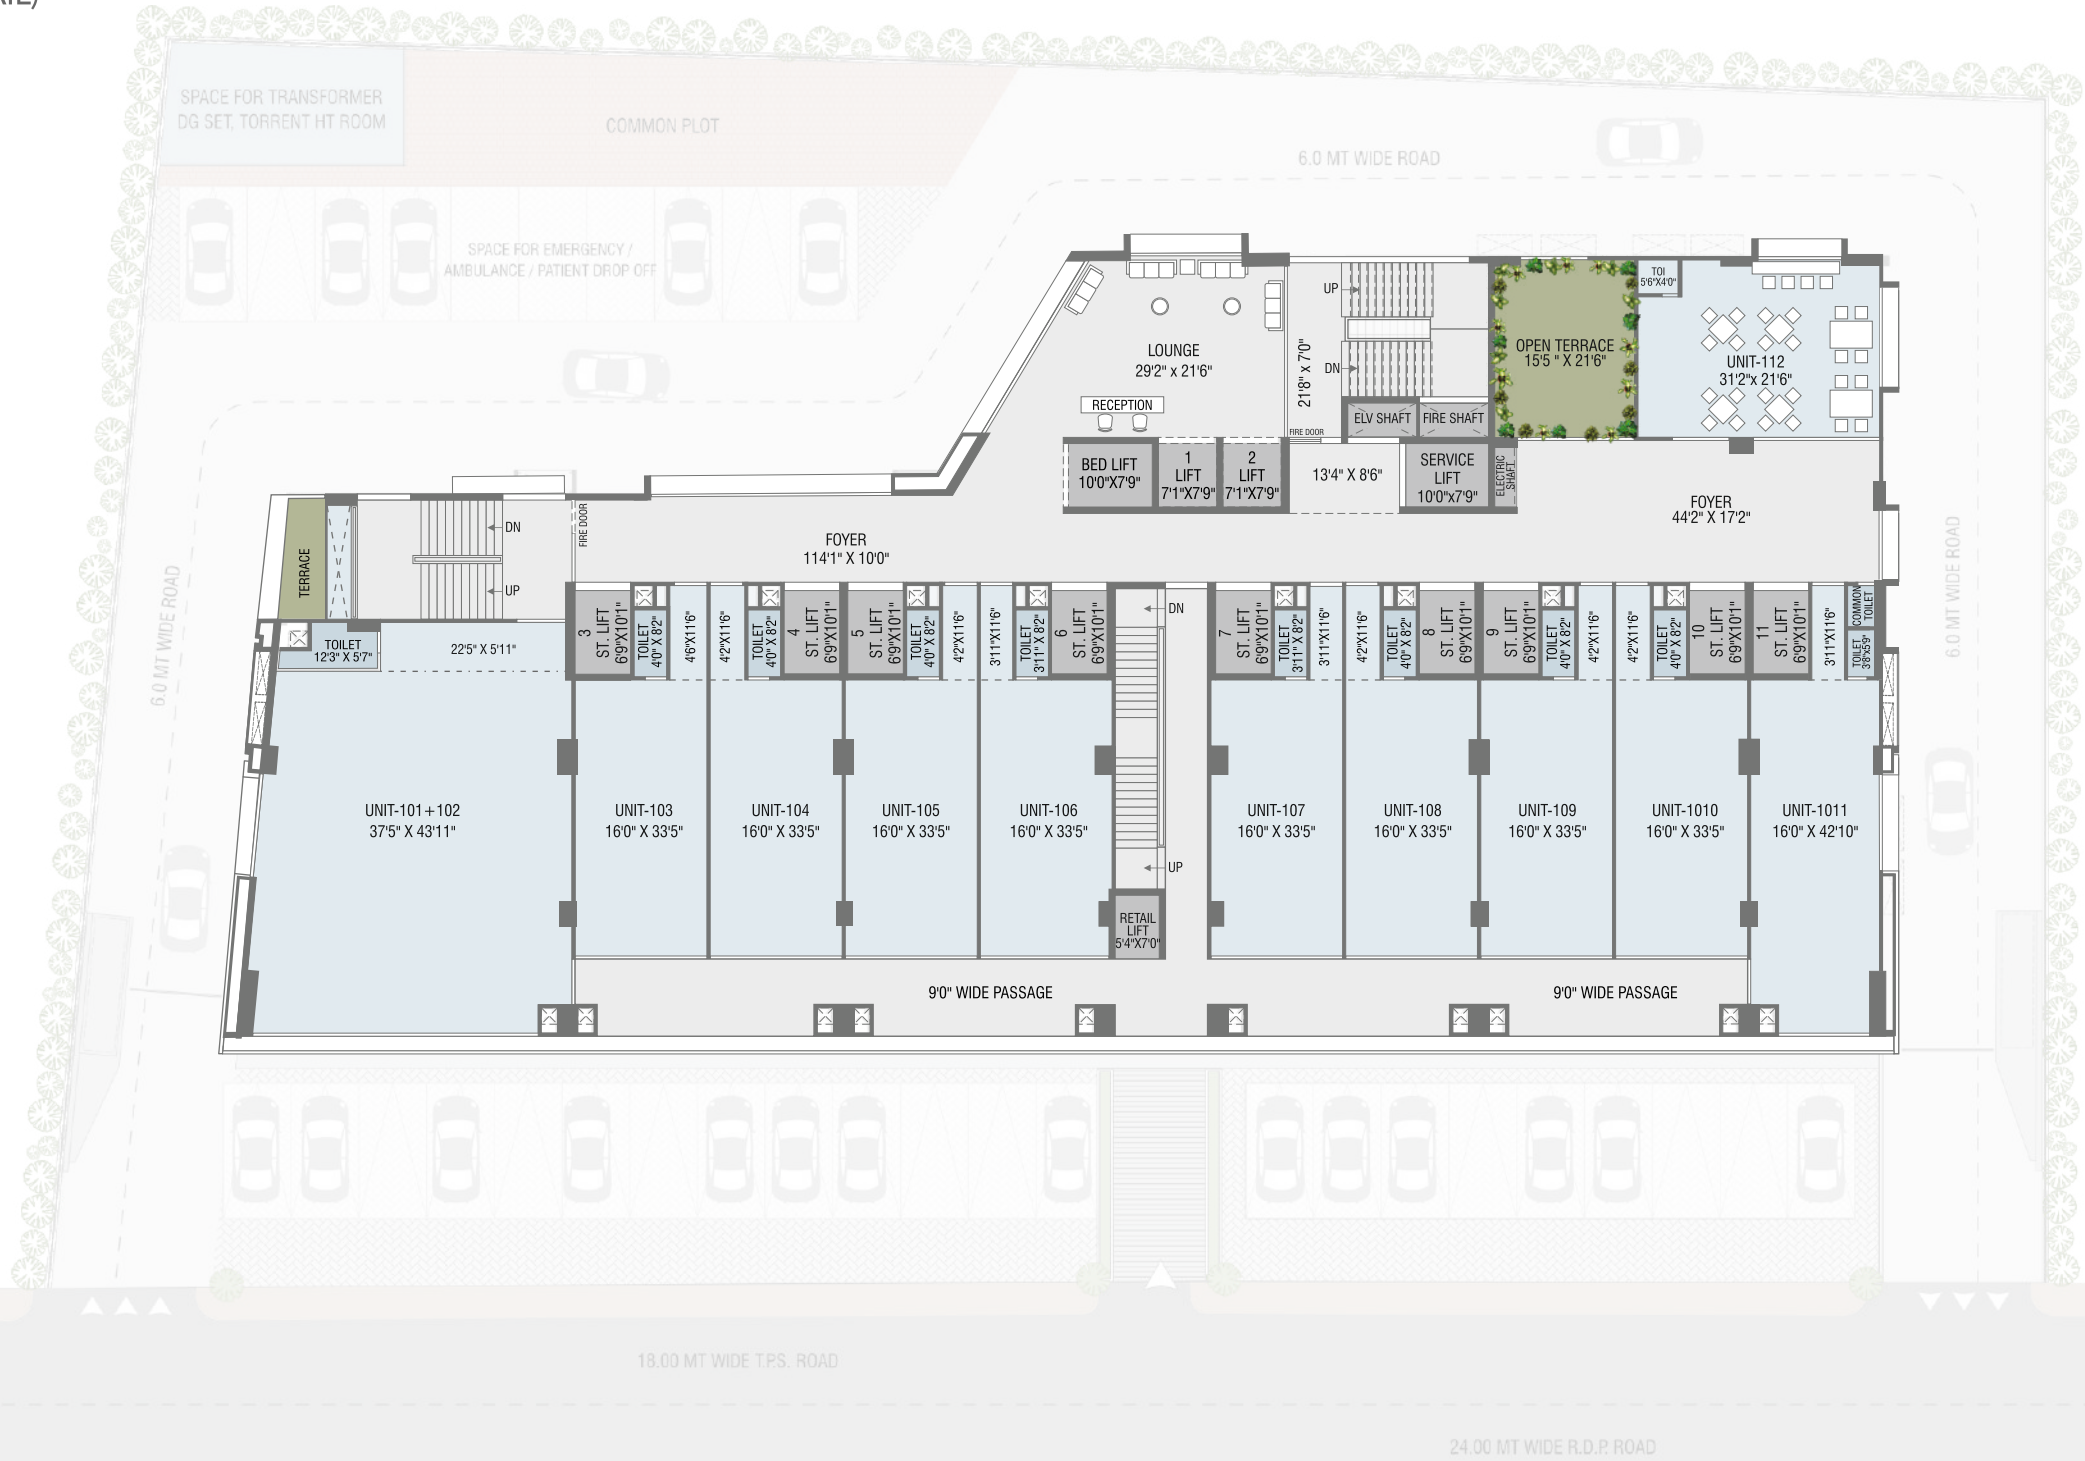 SPACE FOR TRANSFORMER
DG SET, TORRENT HT ROOM
COMMON PLOT
6.0 MT WIDE ROAD
SPACE FOR EMERGENCY /
AMBULANCE / PATIENT DROP OFF
LOUNGE
29'2" x 21'6"
RECEPTION
UP
DN
21'8" x 7'0"
ELV SHAFT
FIRE SHAFT
FIRE DOOR
OPEN TERRACE
15'5 " X 21'6"
TOI
5'6"X4'0"
UNIT-112
31'2"x 21'6"
BED LIFT
10'0"X7'9"
1
LIFT
7'1"X7'9"
2
LIFT
7'1"X7'9"
13'4" X 8'6"
SERVICE
LIFT
10'0"x7'9"
ELECTRIC
SHAFT
FOYER
44'2" X 17'2"
FOYER
114'1" X 10'0"
FIRE DOOR
DN
UP
TERRACE
TOILET
12'3" X 5'7"
22'5" X 5'11"
6.0 MT WIDE ROAD
6.0 MT WIDE ROAD
3
ST. LIFT
6'9"X10'1"
TOILET
4'0" X 8'2"
4'6"X11'6"
4'2"X11'6"
TOILET
4'0" X 8'2"
4
ST. LIFT
6'9"X10'1"
5
ST. LIFT
6'9"X10'1"
TOILET
4'0" X 8'2"
4'2"X11'6"
3'11"X11'6"
TOILET
3'11" X 8'2"
6
ST. LIFT
6'9"X10'1"
DN
7
ST. LIFT
6'9"X10'1"
TOILET
3'11" X 8'2"
3'11"X11'6"
4'2"X11'6"
TOILET
4'0" X 8'2"
8
ST. LIFT
6'9"X10'1"
9
ST. LIFT
6'9"X10'1"
TOILET
4'0" X 8'2"
4'2"X11'6"
4'2"X11'6"
TOILET
4'0" X 8'2"
10
ST. LIFT
6'9"X10'1"
11
ST. LIFT
6'9"X10'1"
3'11"X11'6"
COMMON
TOILET
TOILET
3'8"x5'9"
UNIT-101+102
37'5" X 43'11"
UNIT-103
16'0" X 33'5"
UNIT-104
16'0" X 33'5"
UNIT-105
16'0" X 33'5"
UNIT-106
16'0" X 33'5"
UNIT-107
16'0" X 33'5"
UNIT-108
16'0" X 33'5"
UNIT-109
16'0" X 33'5"
UNIT-1010
16'0" X 33'5"
UNIT-1011
16'0" X 42'10"
UP
RETAIL
LIFT
5'4"X7'0"
9'0" WIDE PASSAGE
9'0" WIDE PASSAGE
18.00 MT WIDE T.P.S. ROAD
24.00 MT WIDE R.D.P. ROAD